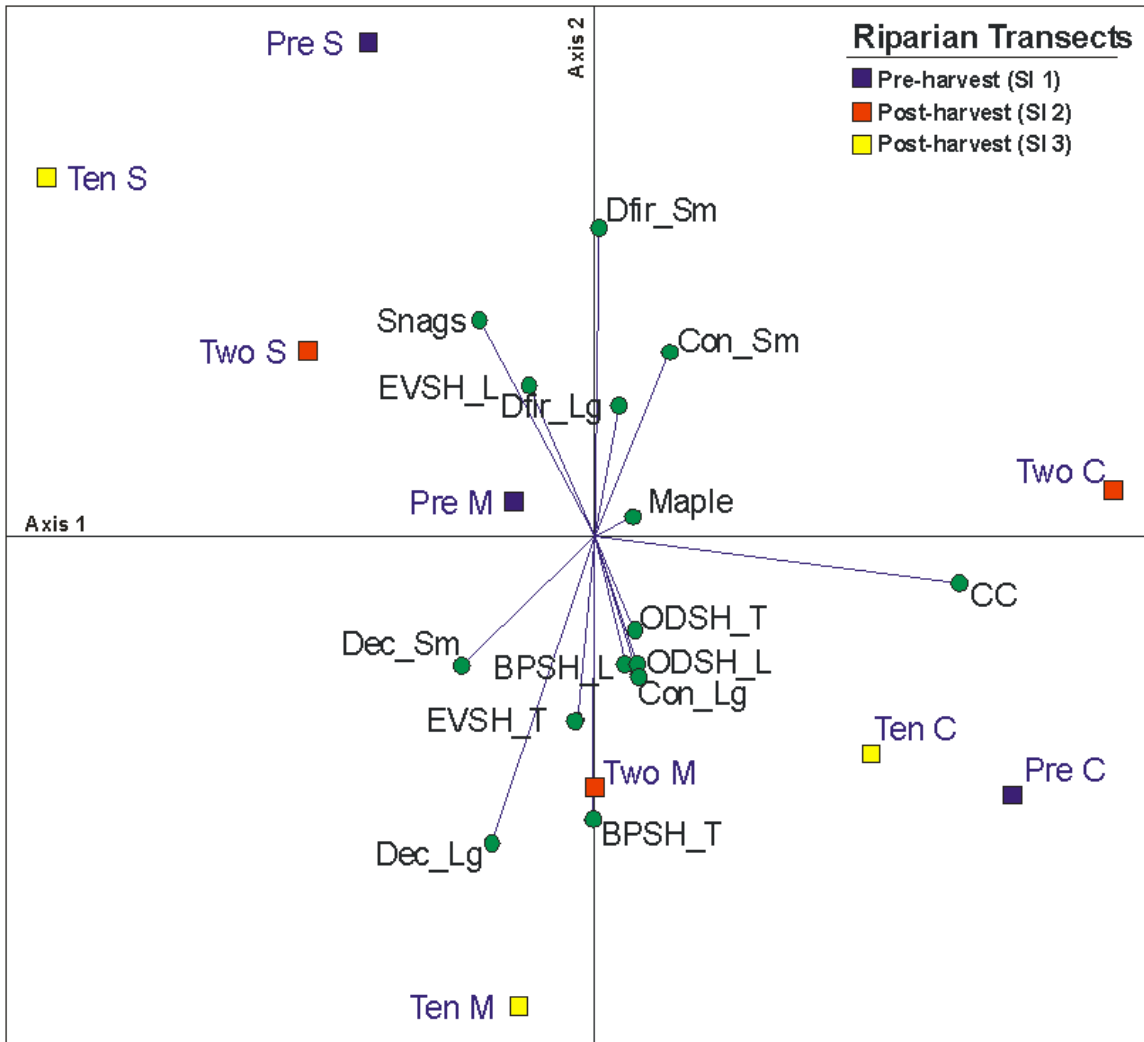 Pre S
Axis 2
Riparian Transects
Pre-harvest (SI 1)
Post-harvest (SI 2)
Post-harvest (SI 3)
Ten S
Dfir_Sm
Snags
Two S
Con_Sm
EVSH_L
Dfir_Lg
Two C
Pre M
Maple
Axis 1
CC
ODSH_T
Dec_Sm
BPSH_L
ODSH_L
Con_Lg
EVSH_T
Ten C
Two M
Pre C
BPSH_T
Dec_Lg
Ten M